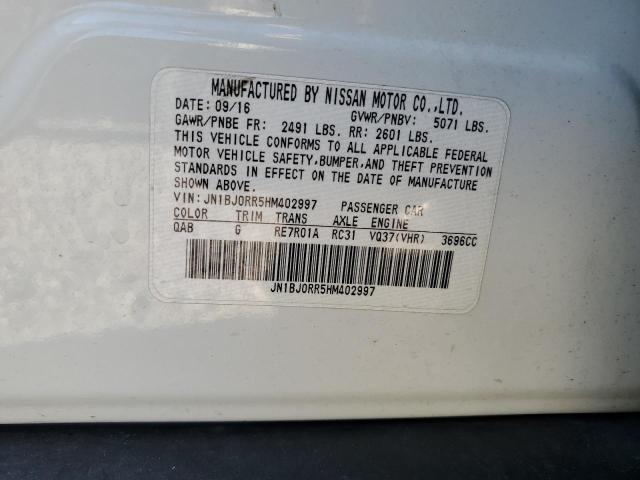 MANUFACTURED BY NISSAN MOTOR CO.,LTD.
DATE: 09/16 GVWR/PNBV: 5071 LBS.
GAWR/PNBE FR: 2491 LBS. RR: 2601 LBS.
THIS VEHICLE CONFORMS TO ALL APPLICABLE FEDERAL
MOTOR VEHICLE SAFETY,BUMPER,AND THEFT PREVENTION
STANDARDS IN EFFECT ON THE DATE OF MANUFACTURE
SHOWN ABOVE.
VIN: JN1BJ0RR5HM402997 PASSENGER CAR
COLOR TRIM TRANS AXLE ENGINE
QAB G RE7R01A RC31 VQ37(VHR) 3696CC
JN1BJ0RR5HM402997